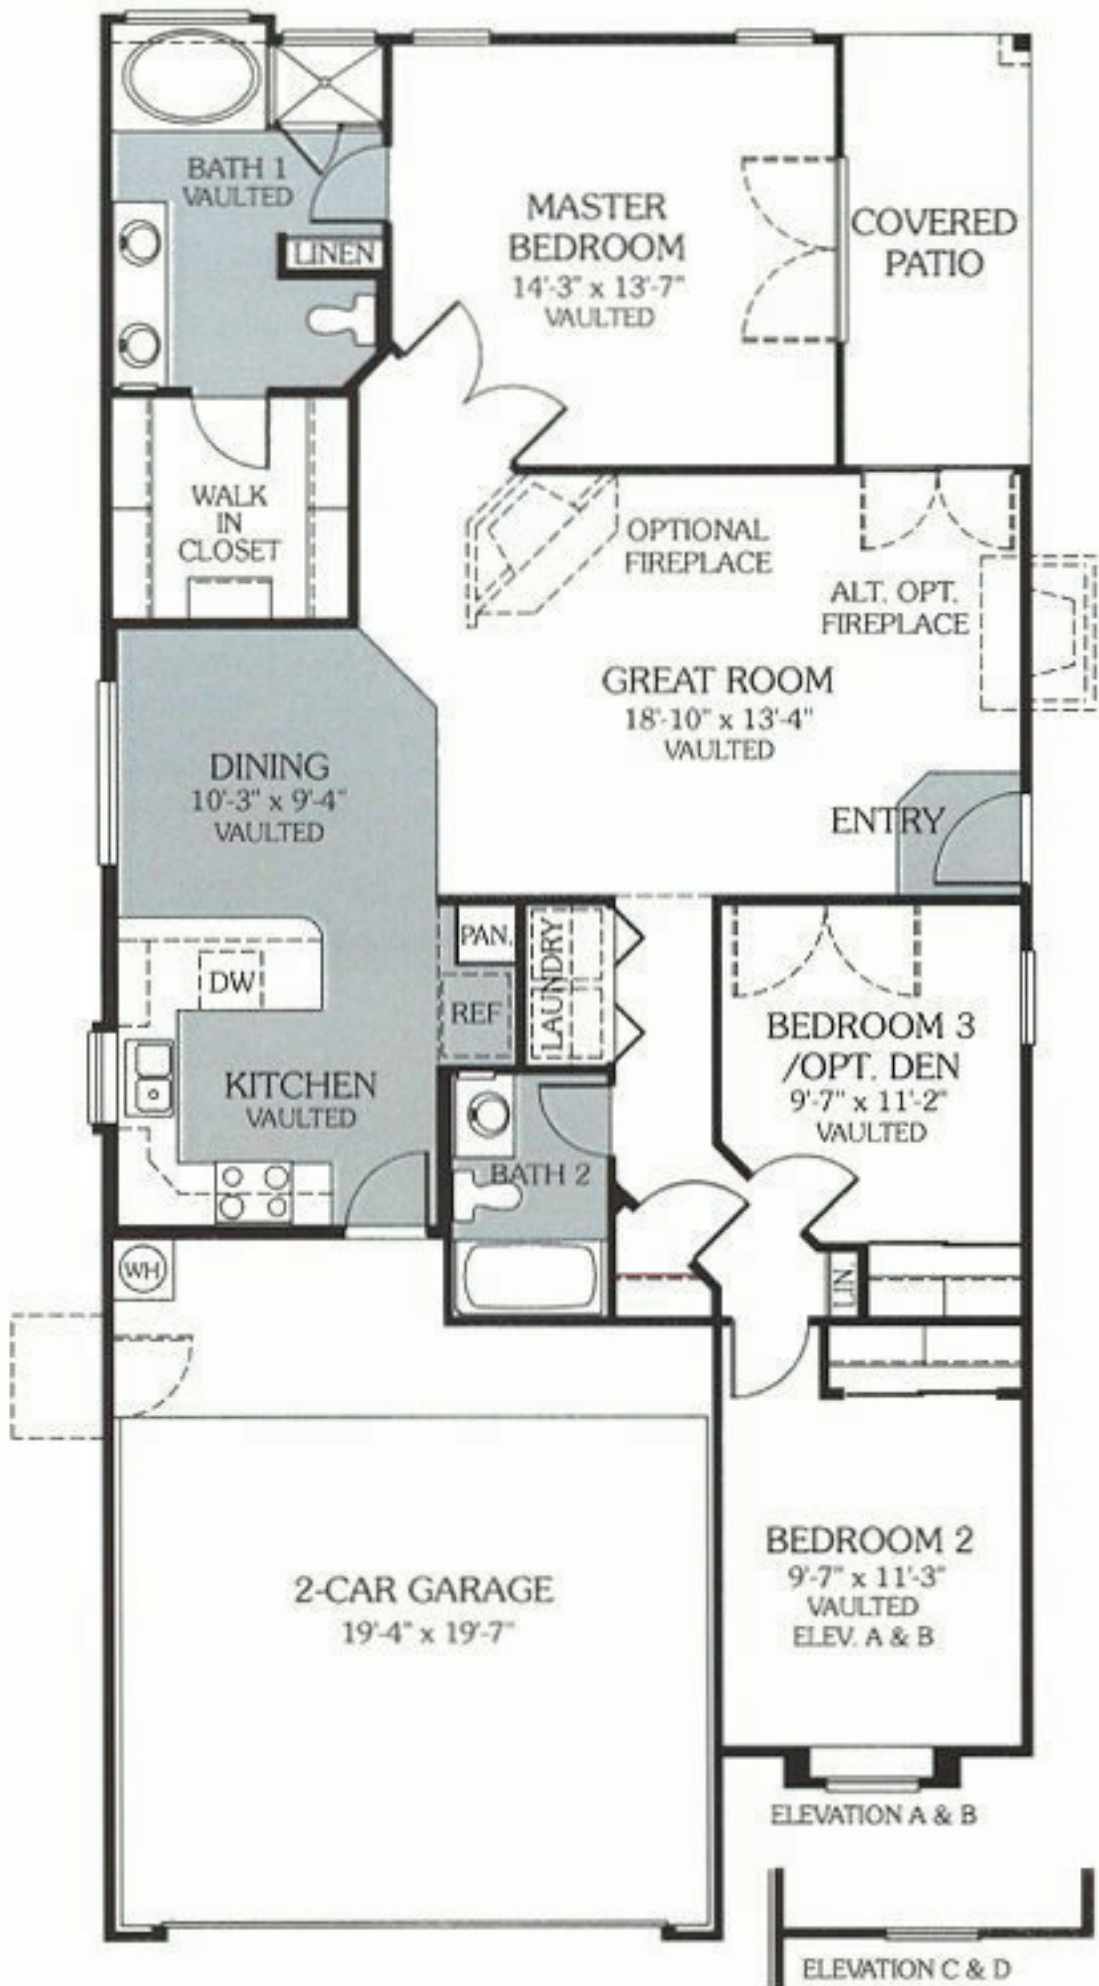 BATH 1
VAULTED
LINEN
MASTER
BEDROOM
14'-3" x 13'-7"
VAULTED
COVERED
PATIO
WALK
IN
CLOSET
OPTIONAL
FIREPLACE
ALT. OPT.
FIREPLACE
GREAT ROOM
18'-10" x 13'-4"
VAULTED
DINING
10'-3" x 9'-4"
VAULTED
ENTRY
PAN.
LAUNDRY
DW
REF
BEDROOM 3
/OPT. DEN
9'-7" x 11'-2"
VAULTED
KITCHEN
VAULTED
BATH 2
WH
LIN.
2-CAR GARAGE
19'-4" x 19'-7"
BEDROOM 2
9'-7" x 11'-3"
VAULTED
ELEV. A & B
ELEVATION A & B
ELEVATION C & D